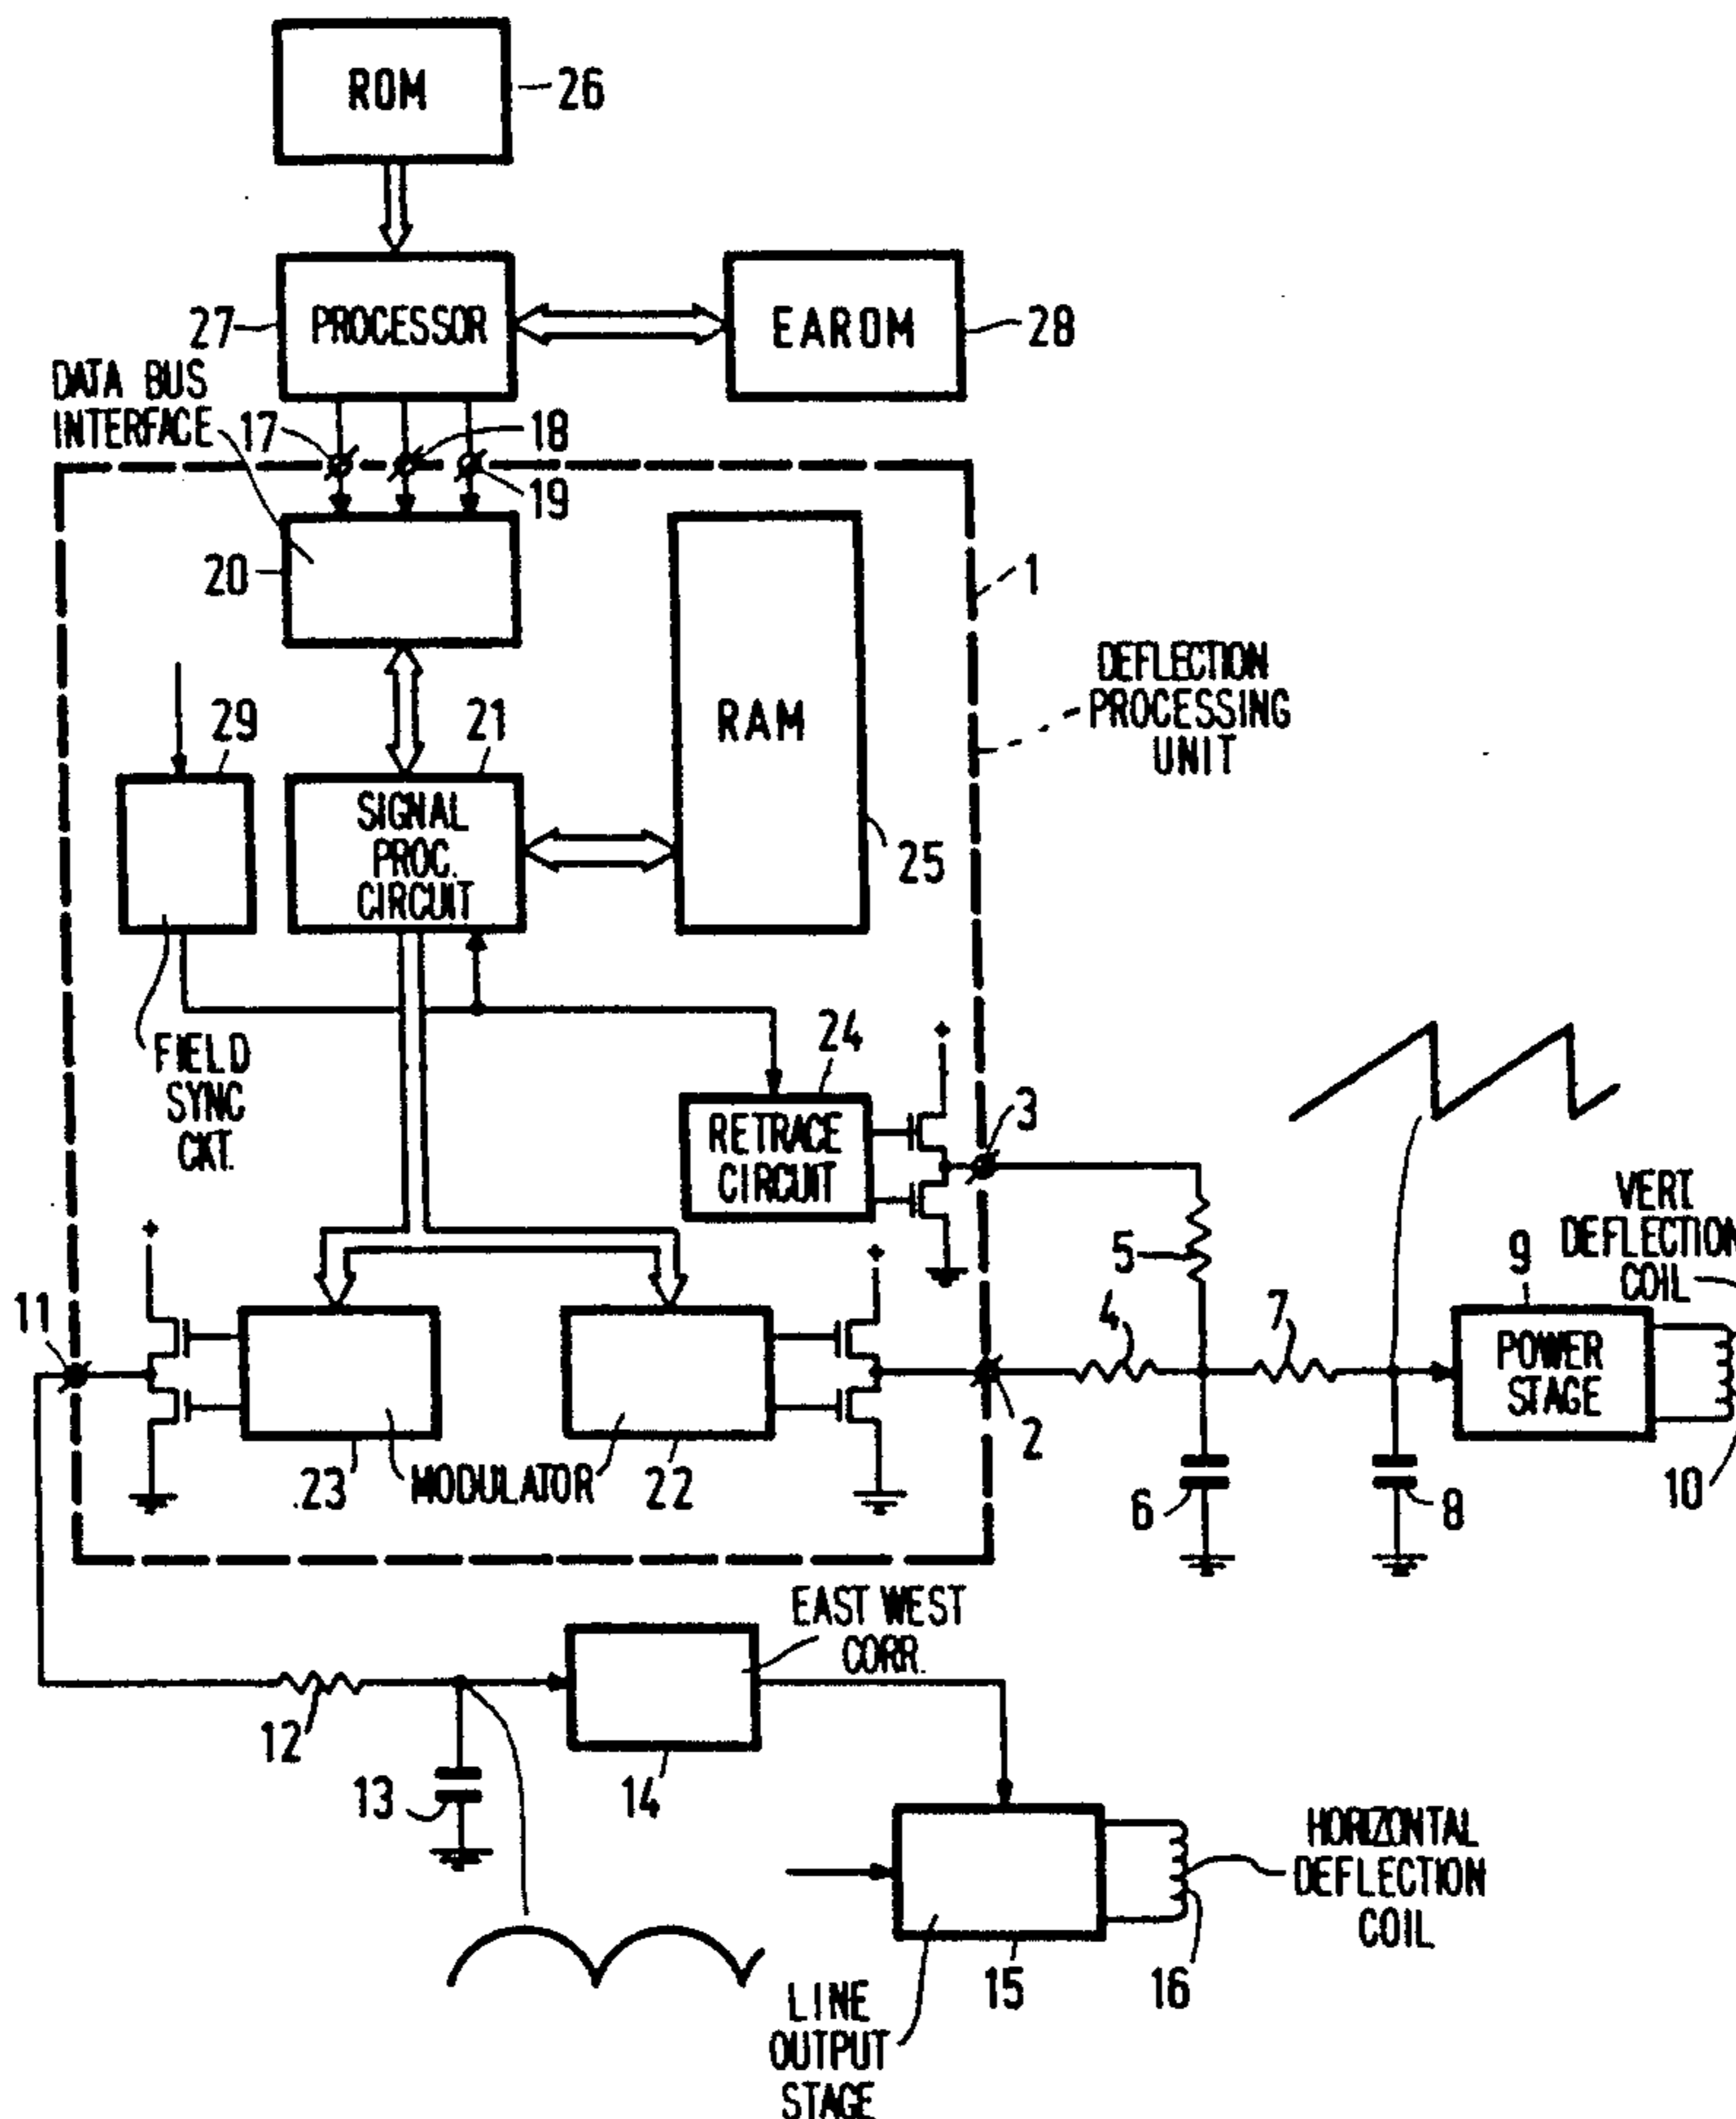 ROM
26
27
PROCESSOR
EAROM
28
DATA BUS
INTERFACE
17
18
19
20
1
DEFLECTION
PROCESSING
UNIT
29
21
RAM
SIGNAL
PROC.
CIRCUIT
25
FIELD
SYNC
CKT.
24
RETRACE
CIRCUIT
3
VERT
DEFLECTION
COIL
5
9
11
4
7
POWER
STAGE
2
.23
MODULATOR
22
6
8
10
EAST WEST
CORR.
12
13
14
HORIZONTAL
DEFLECTION
COIL
15
16
LINE
OUTPUT
STAGE